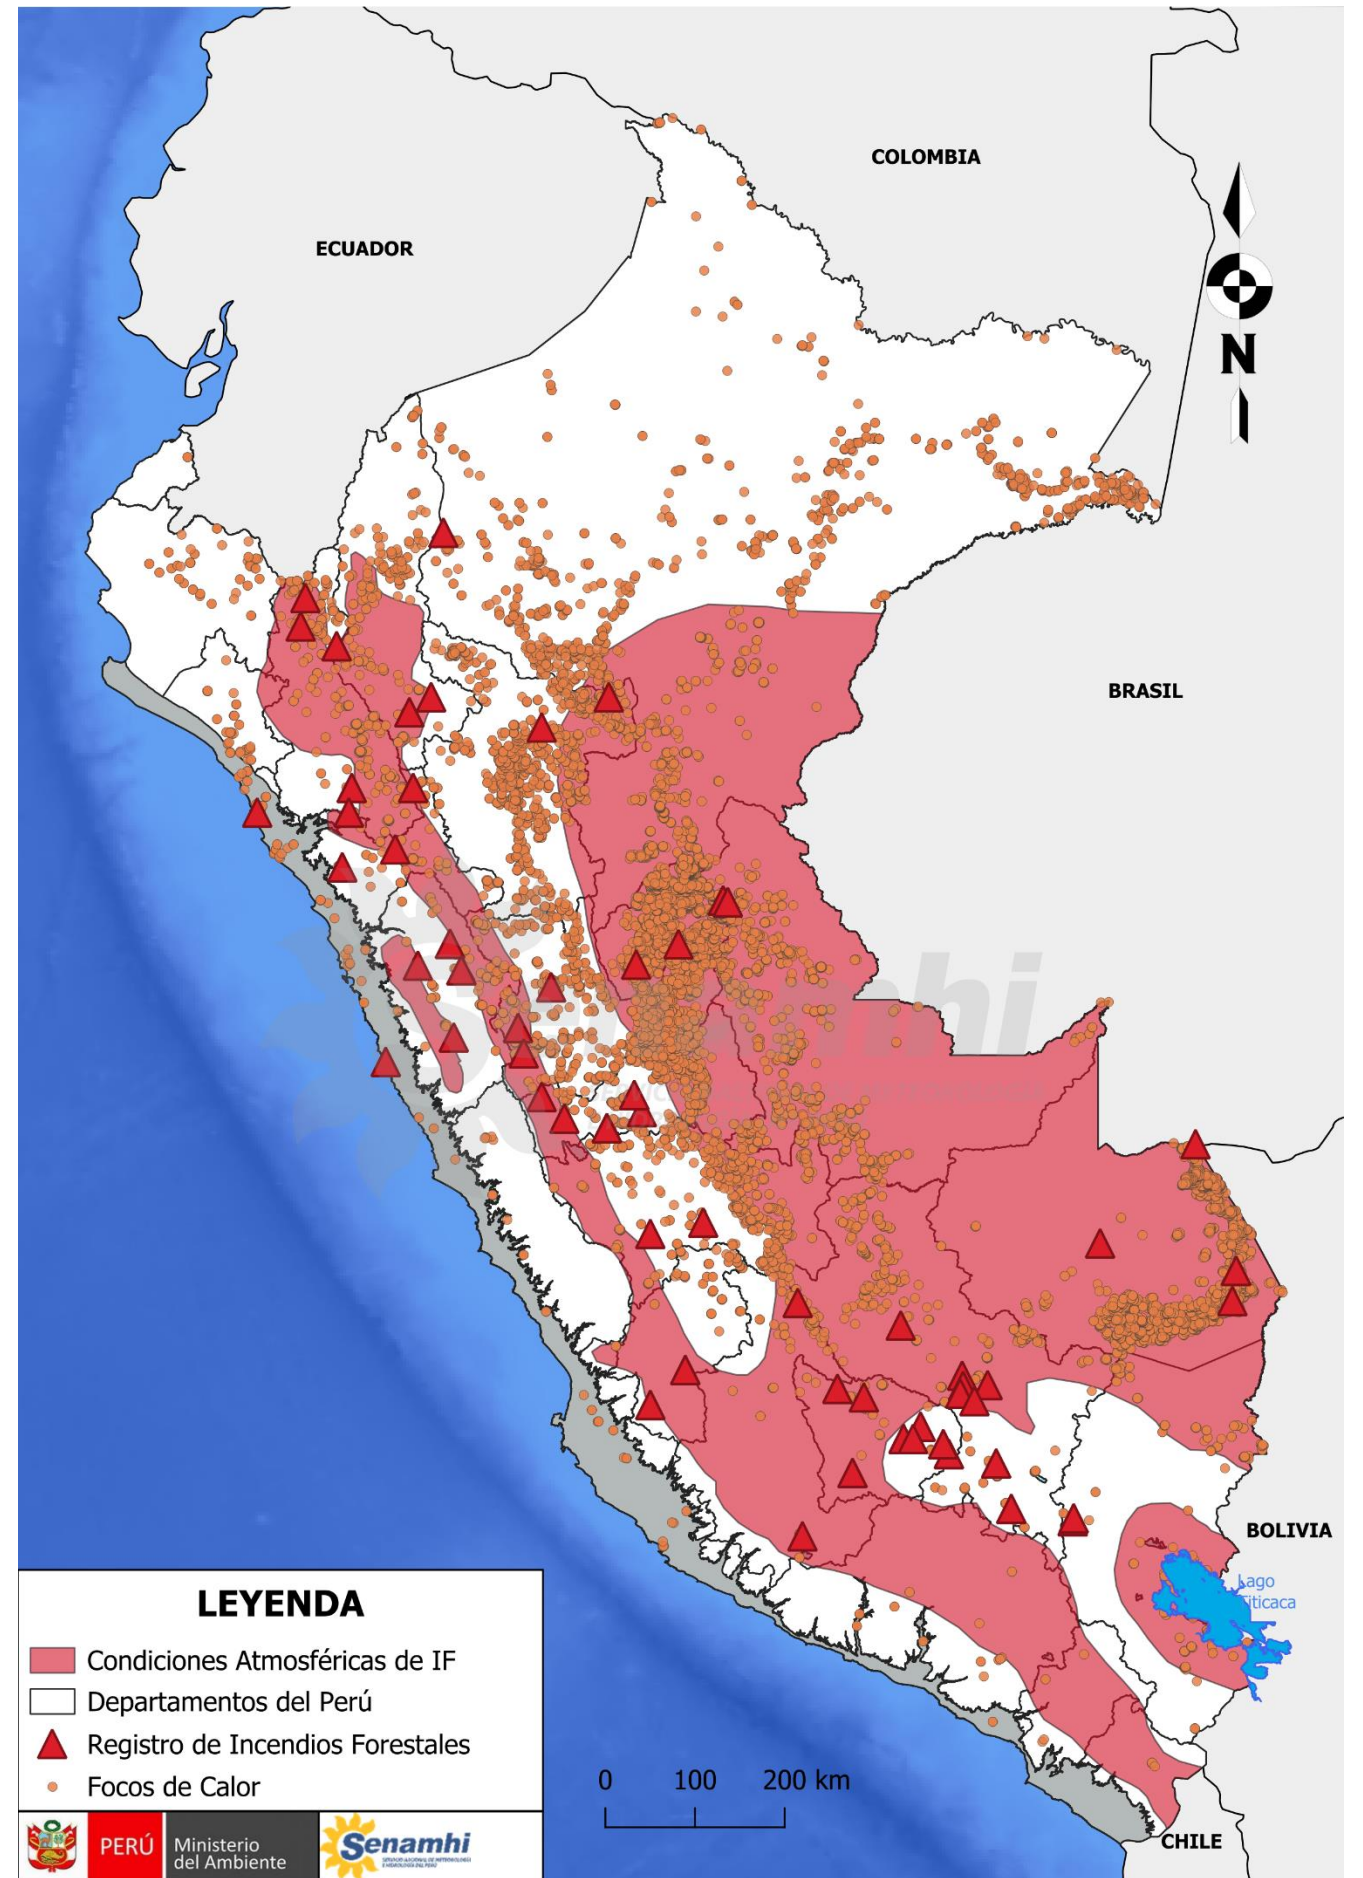 COLOMBIA
ECUADOR
N
BRASIL
Senamhi
BOLIVIA
Lago
Titicaca
LEYENDA
Condiciones Atmosféricas de IF
Departamentos del Perú
Registro de Incendios Forestales
Focos de Calor
0 100 200 km
PERÚ
Ministerio
del Ambiente
Senamhi
CHILE